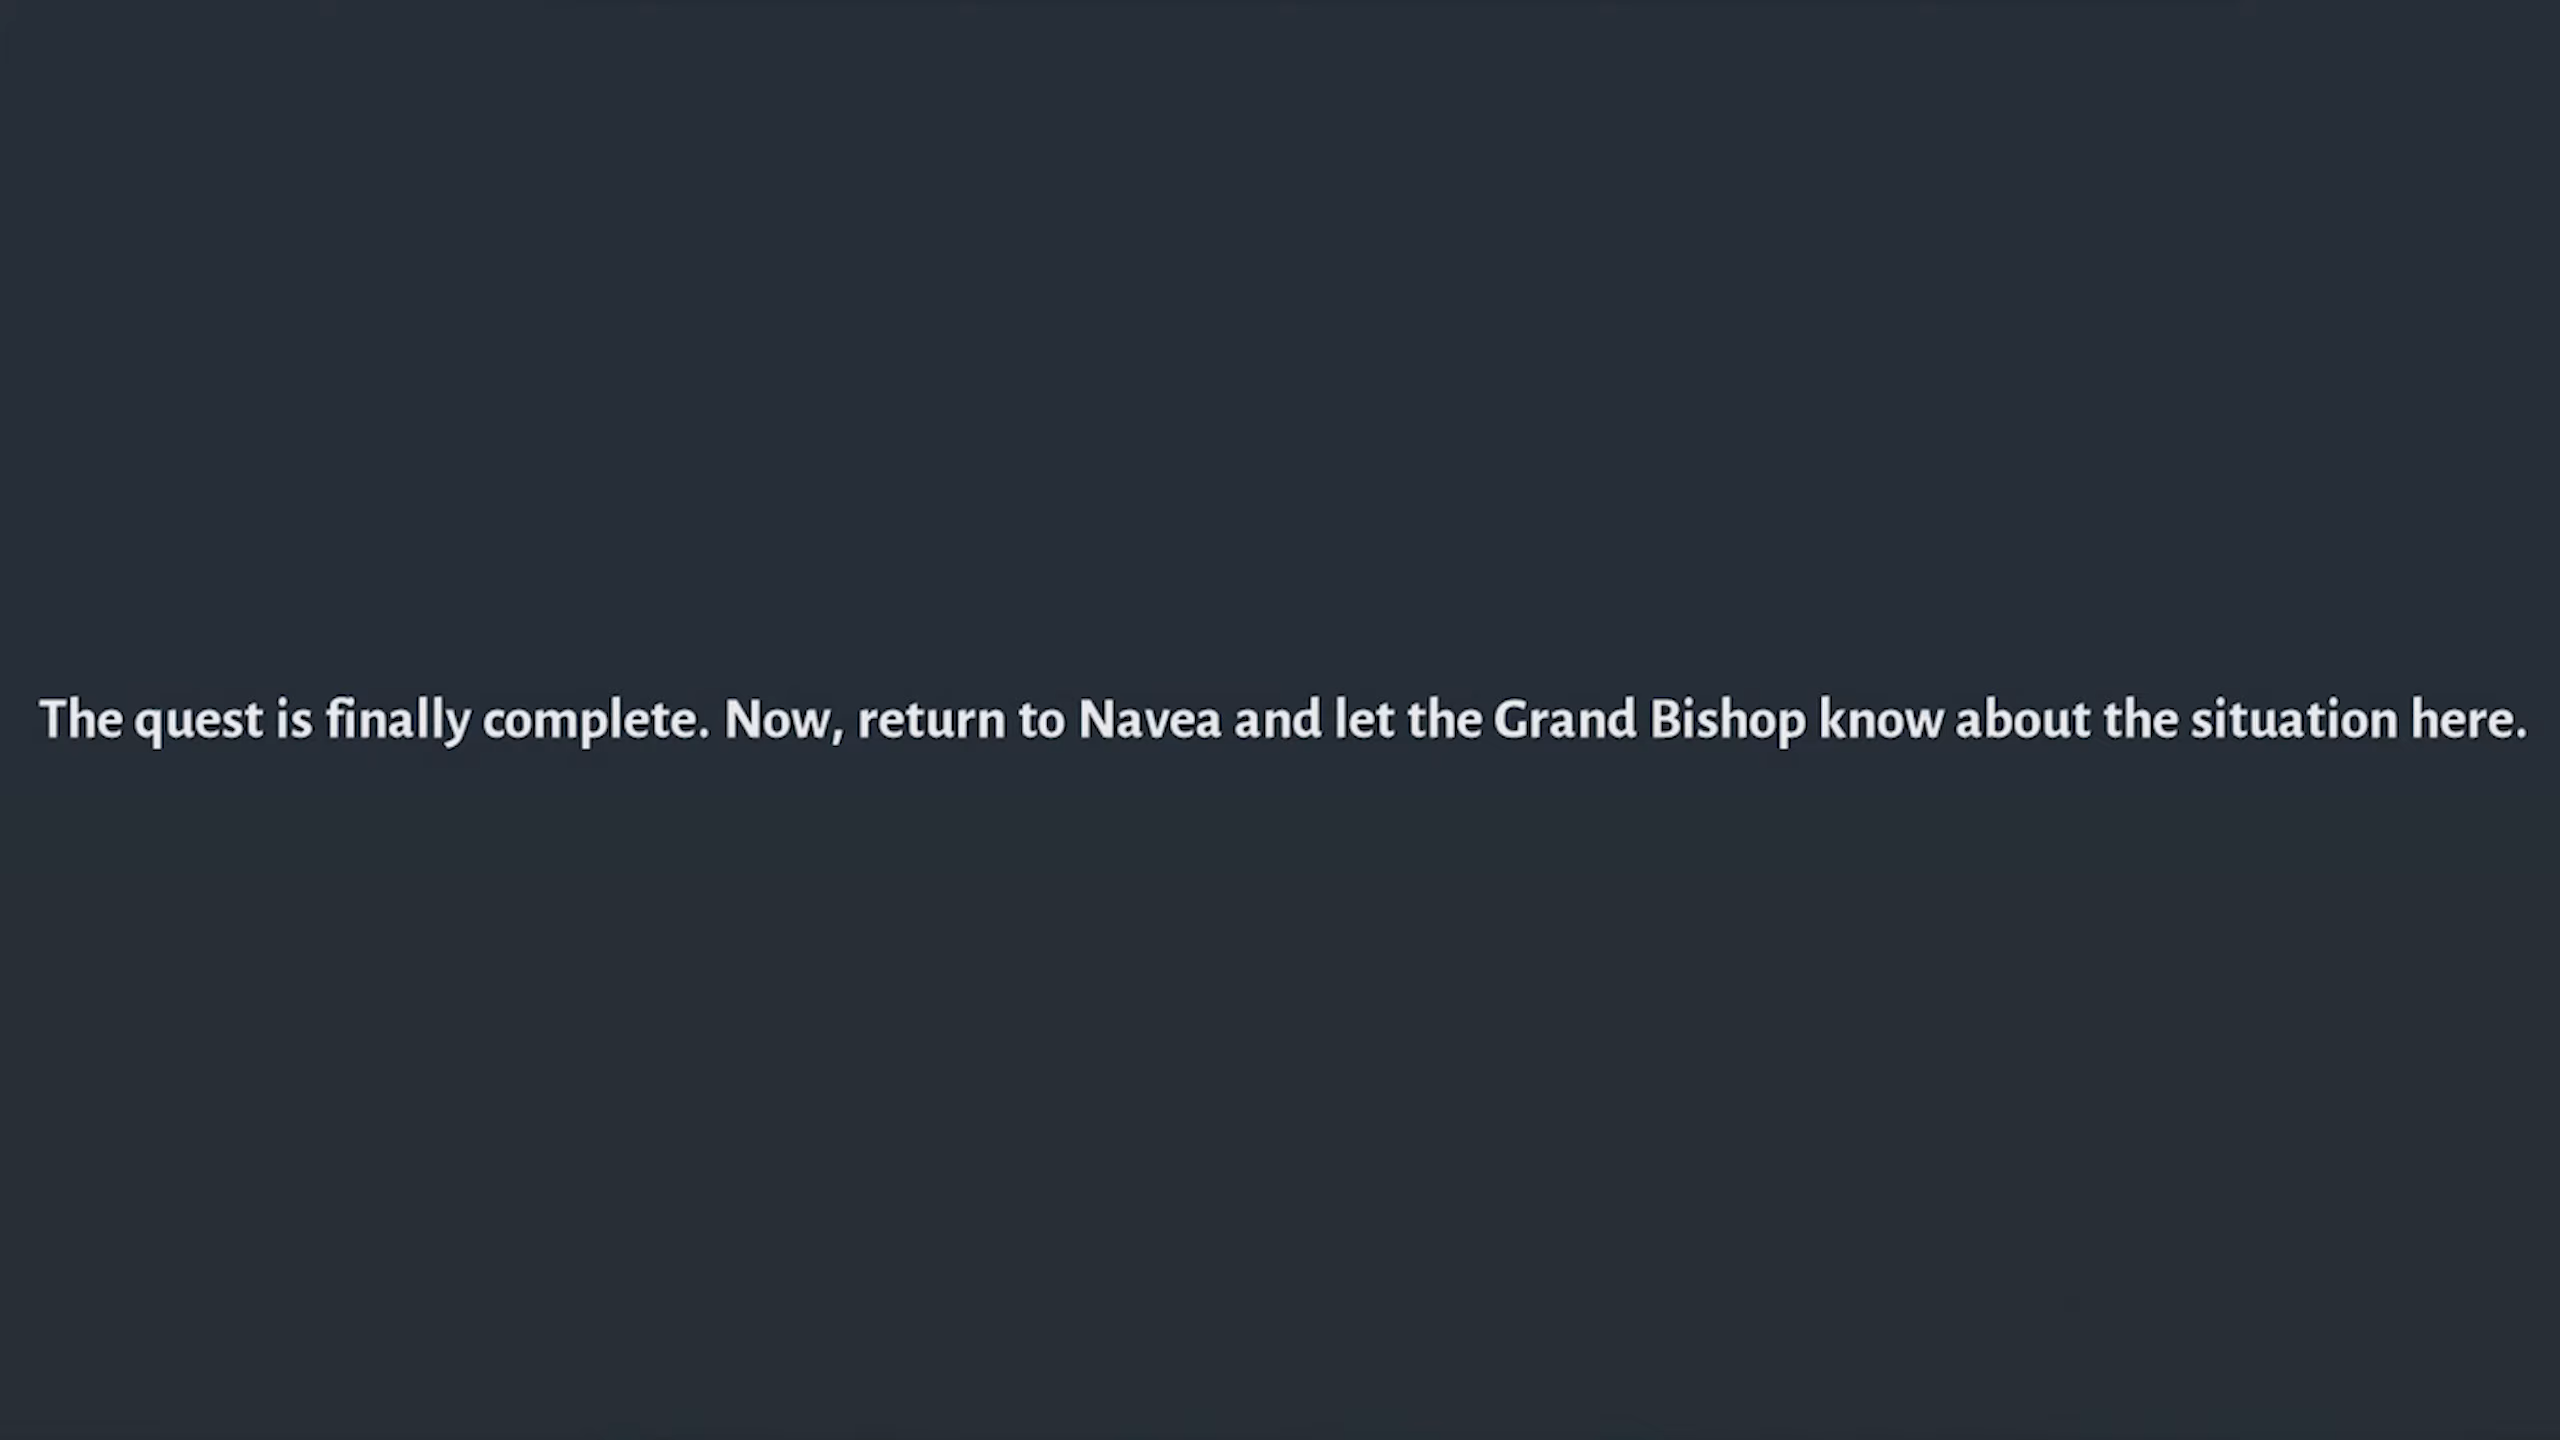 The quest is finally complete. Now, return to Navea and let the Grand Bishop know about the situation here.